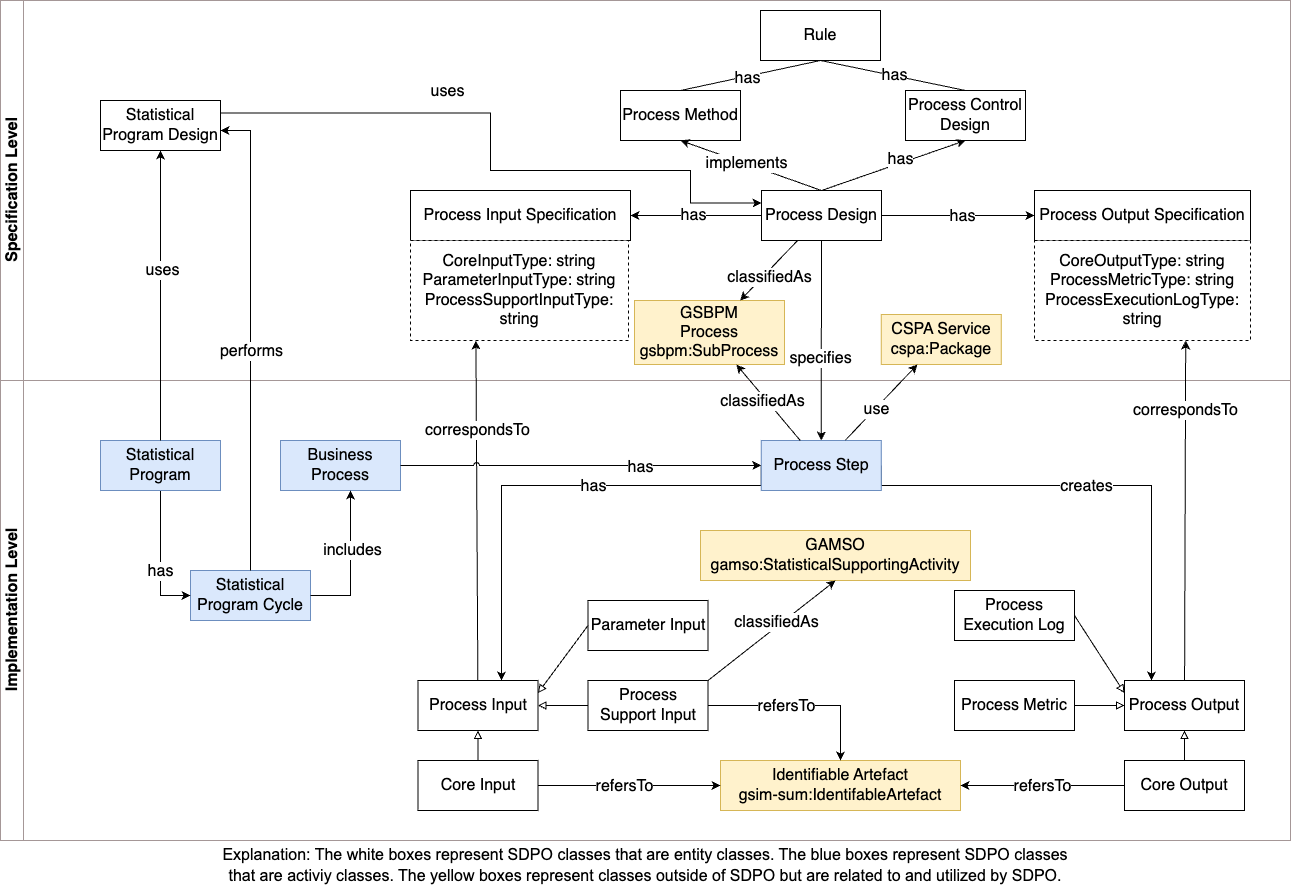 Specification Level
Rule
has
has
uses
Statistical
Program Design
Process Method
Process Control
Design
implements
has
Process Input Specification
has
Process Design
has
Process Output Specification
CoreInputType: string
ParameterInputType: string
ProcessSupportInputType:
string
CoreOutputType: string
ProcessMetricType: string
ProcessExecutionLogType:
string
uses
classifiedAs
GSBPM
Process
gsbpm:SubProcess
CSPA Service
cspa:Package
performs
specifies
Implementation Level
classifiedAs
use
correspondsTo
correspondsTo
Statistical
Program
Business
Process
has
Process Step
has
creates
includes
has
Statistical
Program Cycle
GAMSO
gamso:StatisticalSupportingActivity
Parameter Input
classifiedAs
Process
Execution Log
Process Input
Process
Support Input
refersTo
Process Metric
Process Output
Core Input
refersTo
Identifiable Artefact
gsim-sum:IdentifableArtefact
refersTo
Core Output
Explanation: The white boxes represent SDPO classes that are entity classes. The blue boxes represent SDPO classes
that are activiy classes. The yellow boxes represent classes outside of SDPO but are related to and utilized by SDPO.